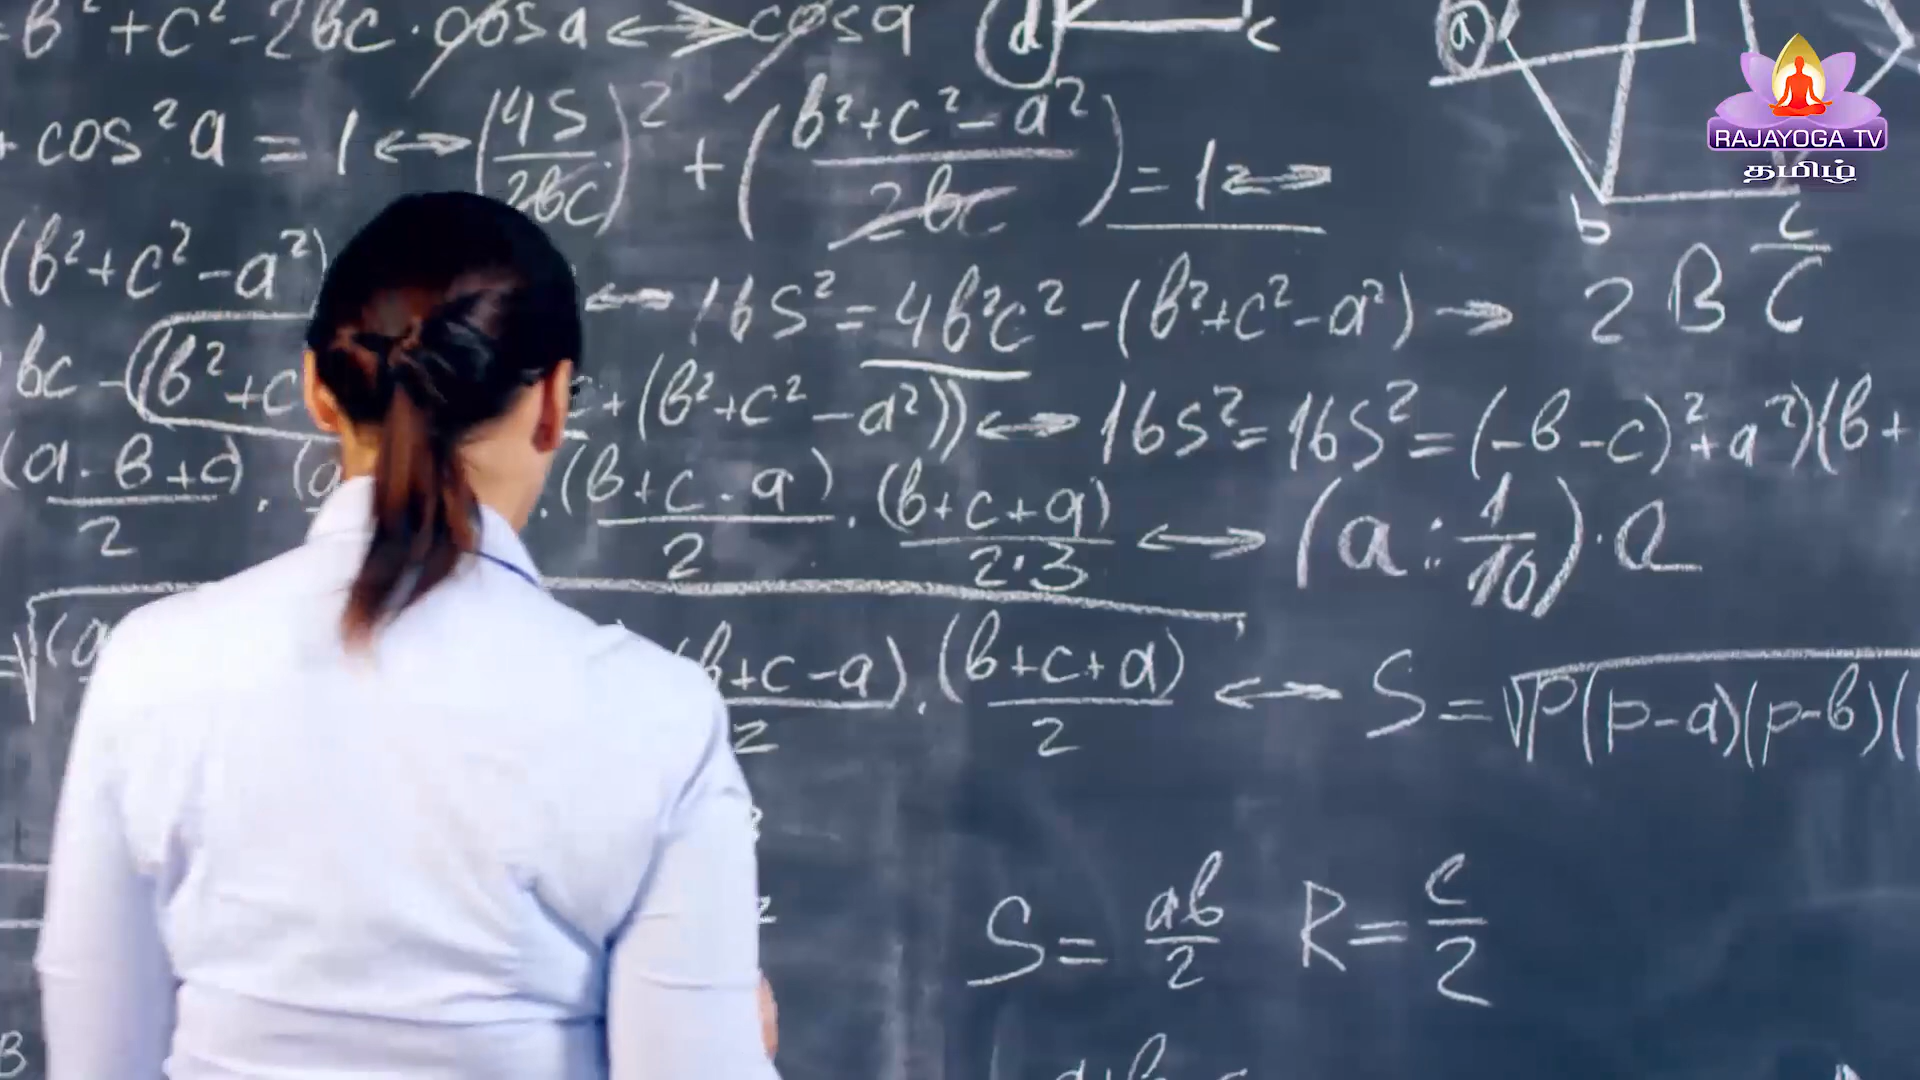 b² + c² - 2bc · cosa ↔ cosa
d c
a
+ cos²a = 1 ↔ (4S/2bc)² + (b²+c²-a²/2bc) = 1 ↔
b c
(b²+c²-a²) ↔ 16S² = 4b²c² - (b²+c²-a²) →
2 B C
bc - (b²+c + (b²+c²-a²)) ↔ 16S² = 16S² = (-b-c)² + a²)(b+
(a·b+c)/2 · (a · (b+c-a)/2 · (b+c+a)/2·3 ↔ (a : 1/10) · a
= √(a b+c-a)/2 · (b+c+a)/2 ↔ S = √p(p-a)(p-b)(
S = ab/2 R = c/2
B
RAJAYOGA TV
தமிழ்